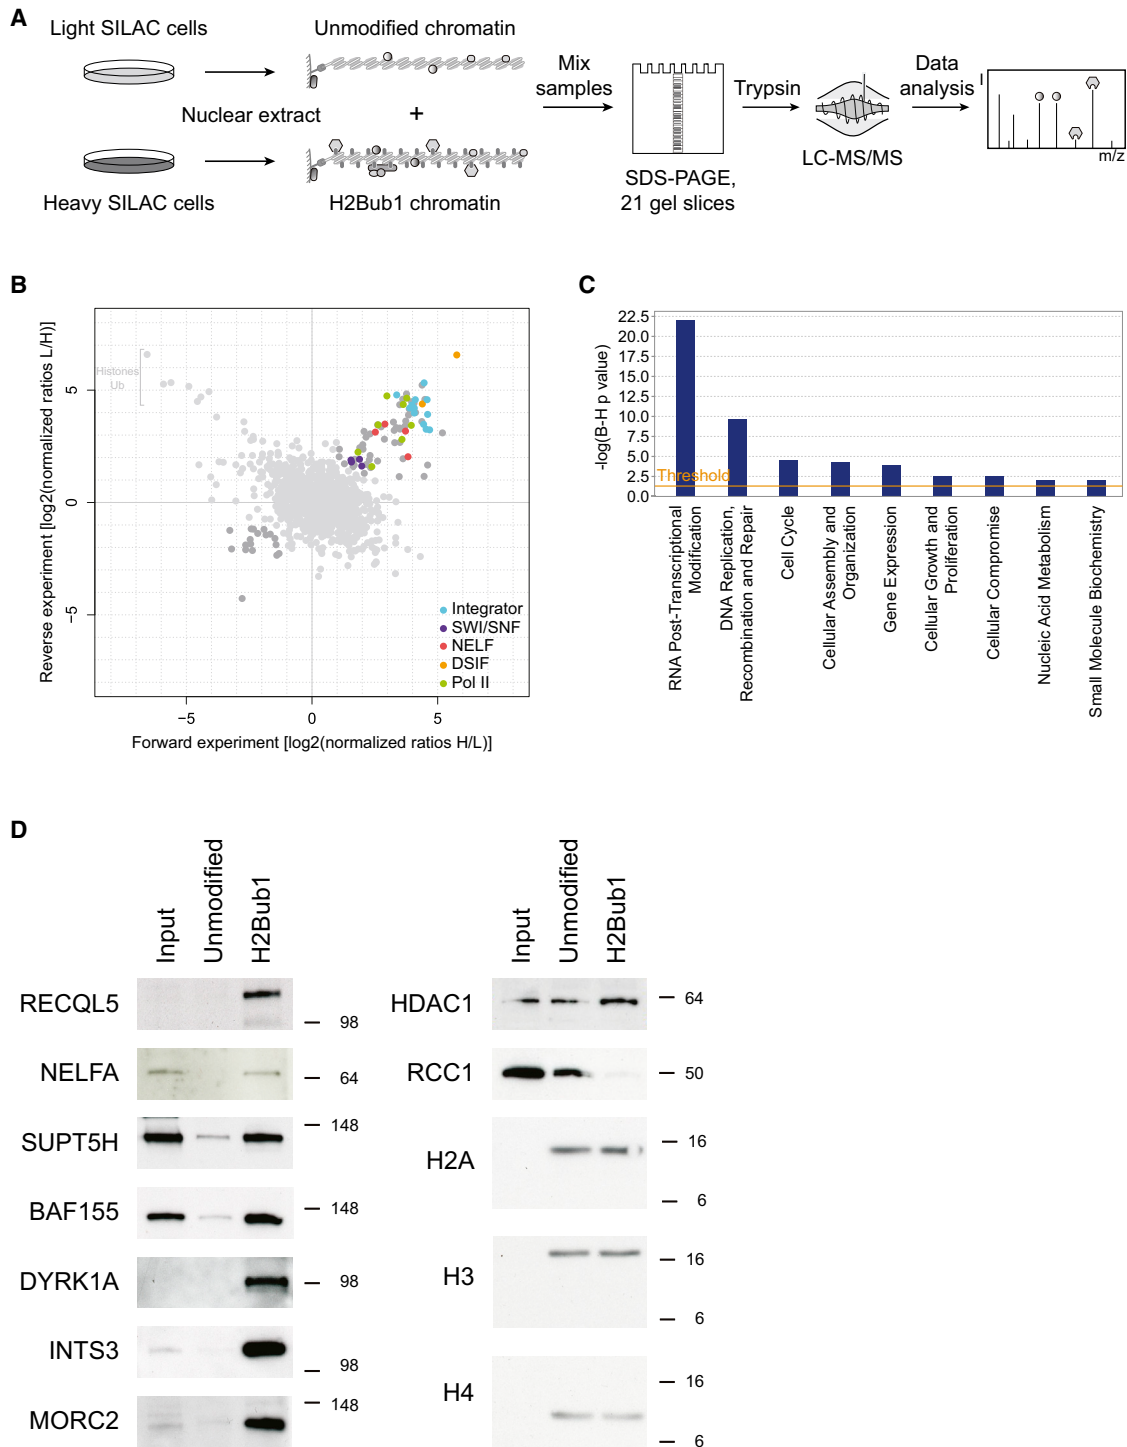 A
Light SILAC cells
Unmodified chromatin
Nuclear extract
+
Heavy SILAC cells
H2Bub1 chromatin
Mix
samples
SDS-PAGE,
21 gel slices
Trypsin
LC-MS/MS
Data
analysis
I
m/z
B
Reverse experiment [log2(normalized ratios L/H)]
5
0
−5
Histones
Ub
Integrator
SWI/SNF
NELF
DSIF
Pol II
−5
0
5
Forward experiment [log2(normalized ratios H/L)]
C
-log(B-H p value)
22.5
20.0
17.5
15.0
12.5
10.0
7.5
5.0
2.5
0.0
Threshold
RNA Post-Transcriptional
Modification
DNA Replication,
Recombination and Repair
Cell Cycle
Cellular Assembly and
Organization
Gene Expression
Cellular Growth and
Proliferation
Cellular Compromise
Nucleic Acid Metabolism
Small Molecule Biochemistry
D
Input
Unmodified
H2Bub1
RECQL5
98
NELFA
64
SUPT5H
148
BAF155
148
DYRK1A
98
INTS3
98
MORC2
148
Input
Unmodified
H2Bub1
HDAC1
64
RCC1
50
H2A
16
6
H3
16
6
H4
16
6